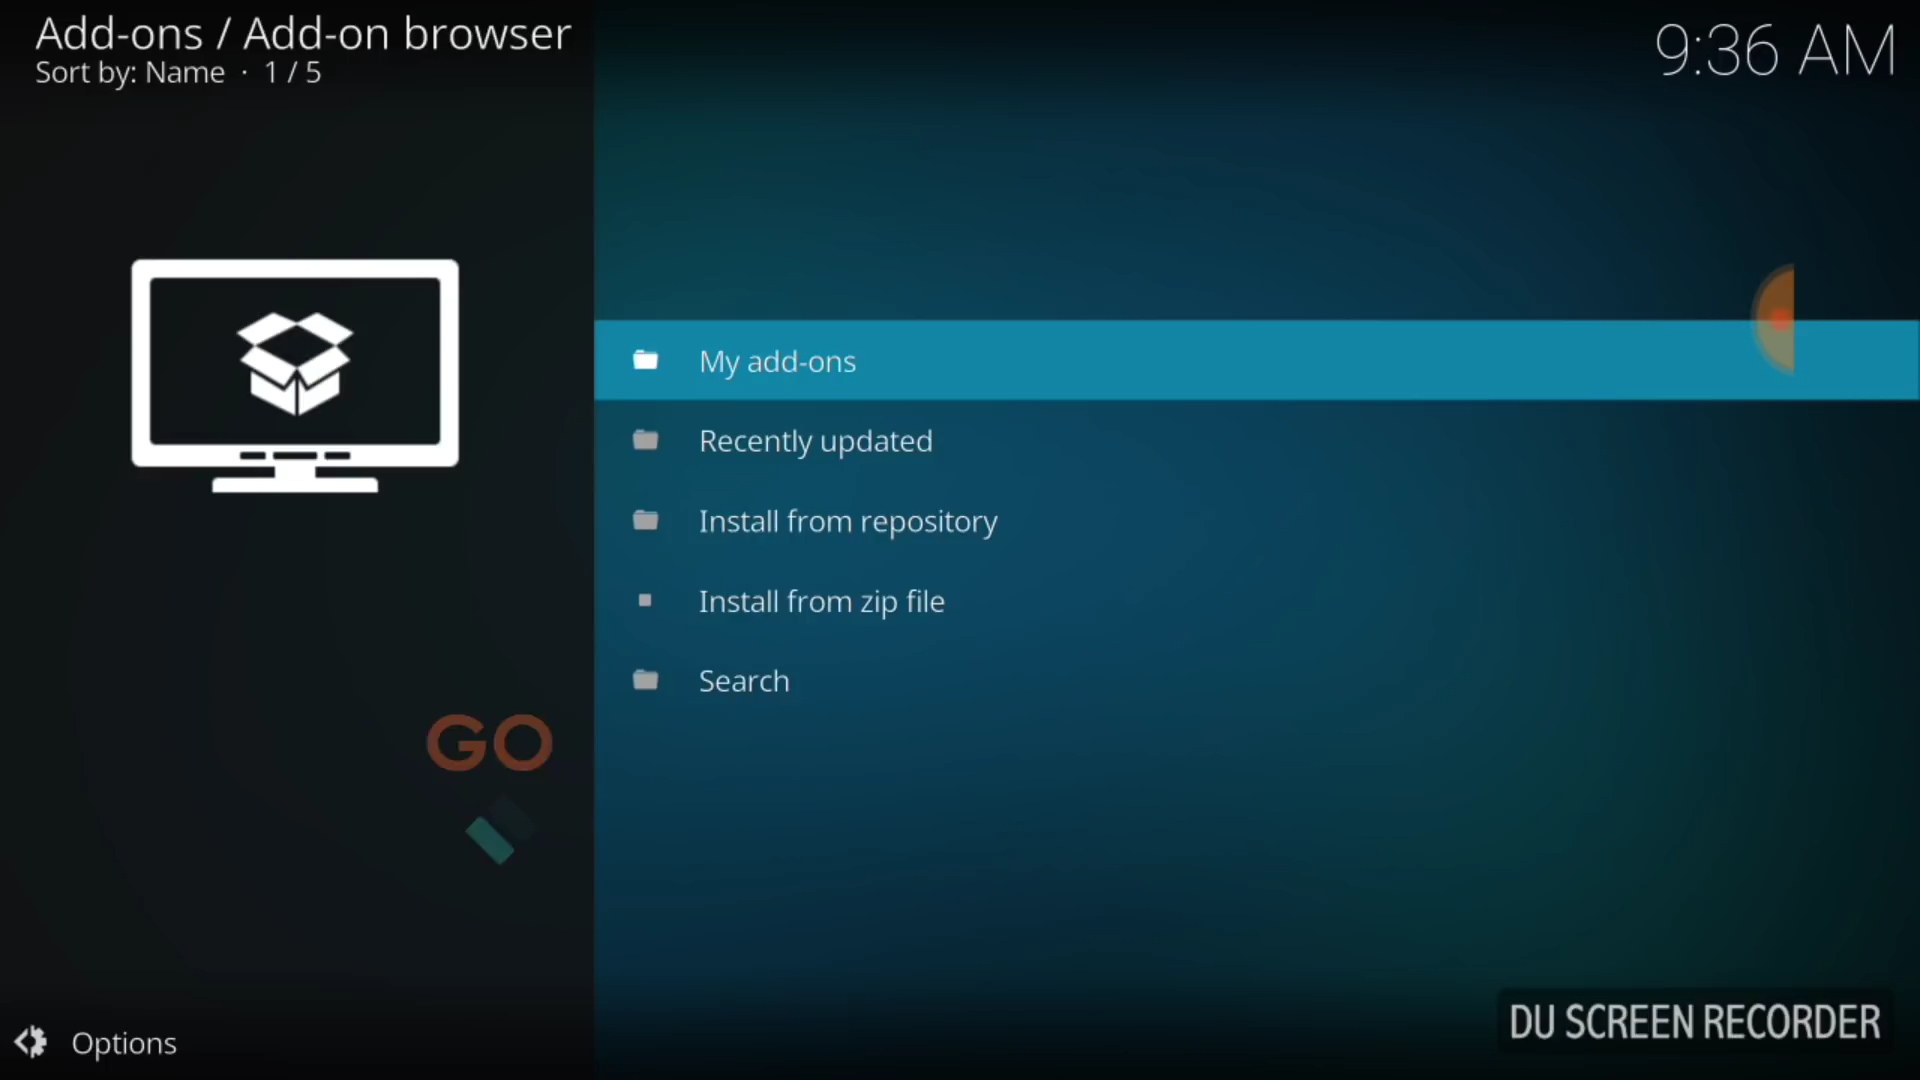 Add-ons / Add-on browser
Sort by: Name · 1 / 5
9:36 AM
My add-ons
Recently updated
Install from repository
Install from zip file
Search
GO
Options
DU SCREEN RECORDER